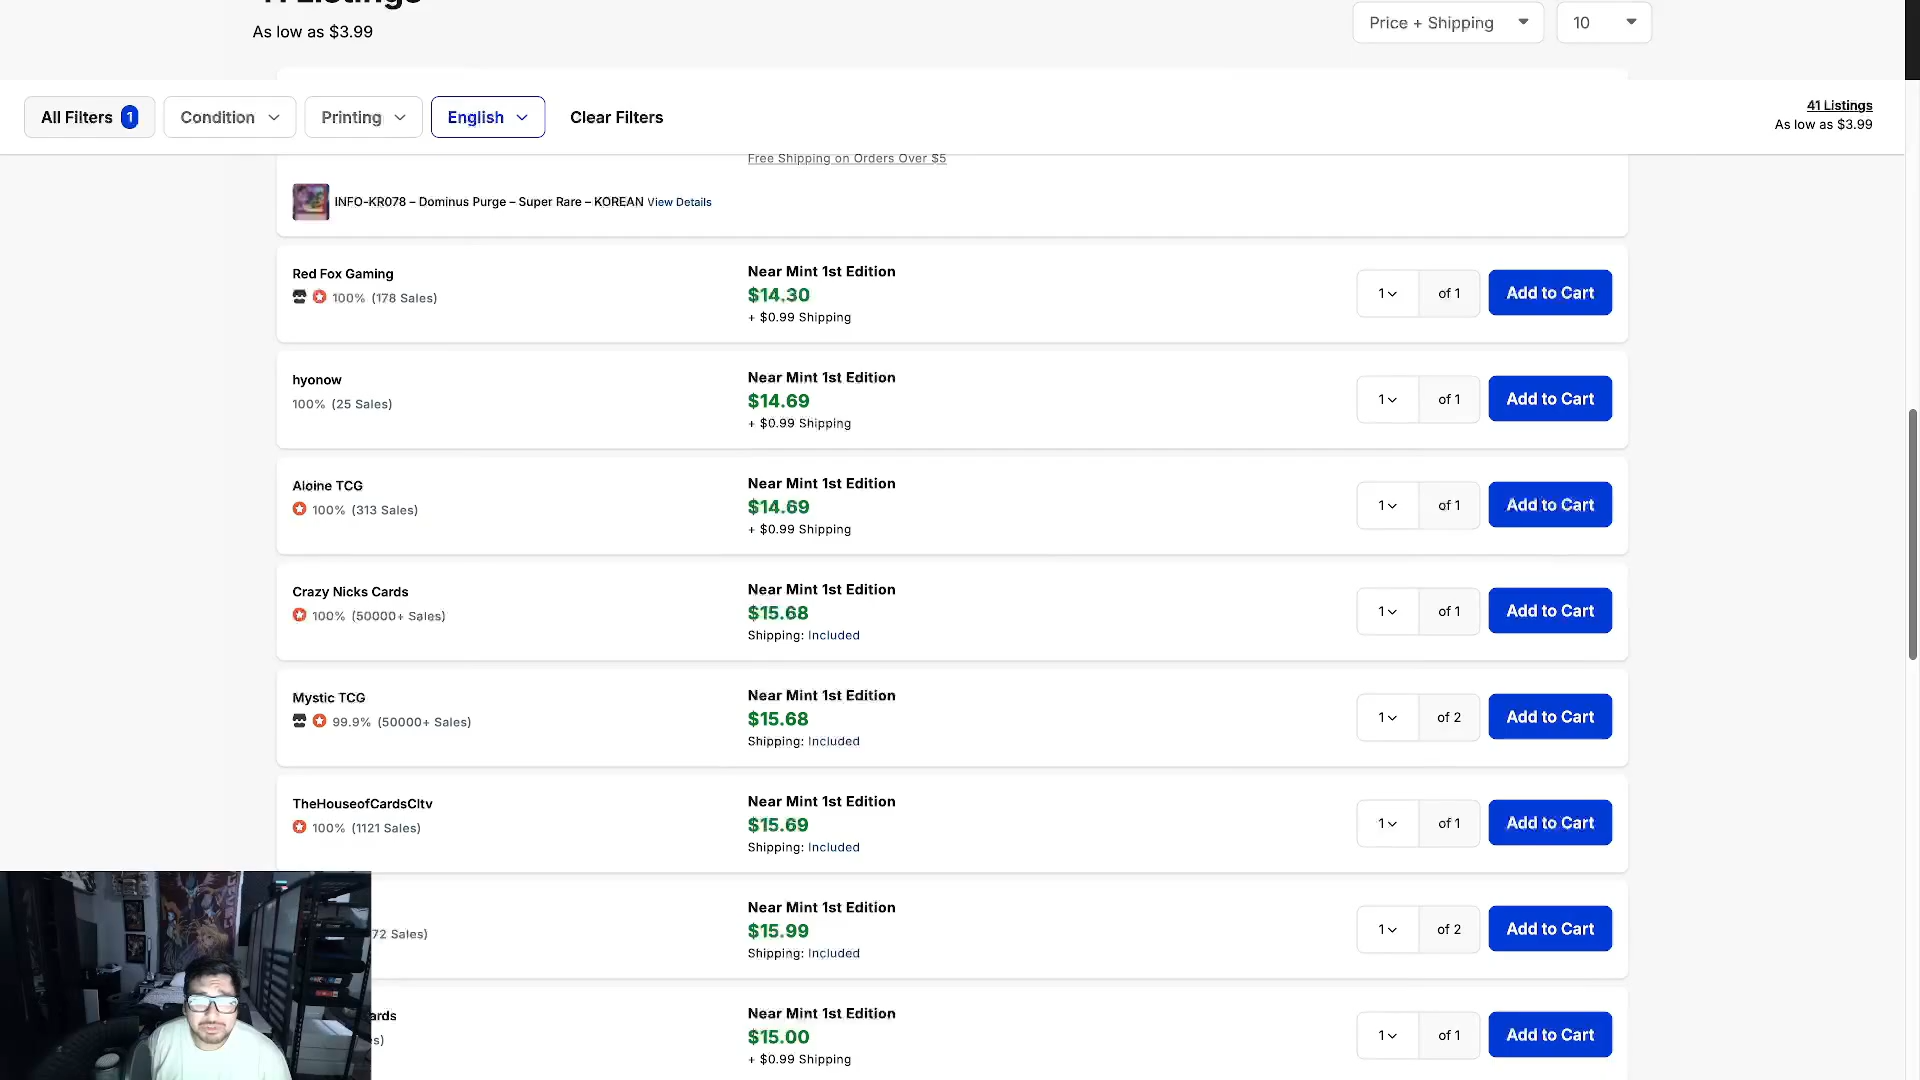 As low as $3.99
Price + Shipping
10
All Filters 1
Condition
Printing
English
Clear Filters
41 Listings
As low as $3.99
Free Shipping on Orders Over $5
INFO-KR078 – Dominus Purge – Super Rare – KOREAN View Details
Red Fox Gaming
100% (178 Sales)
Near Mint 1st Edition
$14.30
+ $0.99 Shipping
1 of 1
Add to Cart
hyonow
100% (25 Sales)
Near Mint 1st Edition
$14.69
+ $0.99 Shipping
1 of 1
Add to Cart
Aloine TCG
100% (313 Sales)
Near Mint 1st Edition
$14.69
+ $0.99 Shipping
1 of 1
Add to Cart
Crazy Nicks Cards
100% (50000+ Sales)
Near Mint 1st Edition
$15.68
Shipping: Included
1 of 1
Add to Cart
Mystic TCG
99.9% (50000+ Sales)
Near Mint 1st Edition
$15.68
Shipping: Included
1 of 2
Add to Cart
TheHouseofCardsCltv
100% (1121 Sales)
Near Mint 1st Edition
$15.69
Shipping: Included
1 of 1
Add to Cart
72 Sales)
Near Mint 1st Edition
$15.99
Shipping: Included
1 of 2
Add to Cart
ards
s)
Near Mint 1st Edition
$15.00
+ $0.99 Shipping
1 of 1
Add to Cart